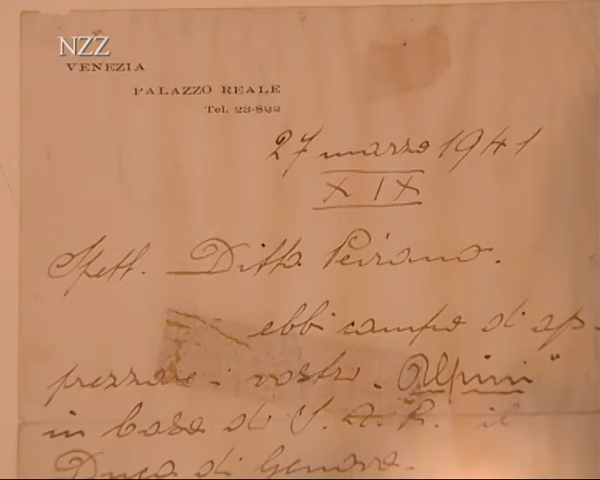 NZZ
VENEZIA
PALAZZO REALE
Tel. 23-822
27 marzo 1941
XIX
Spett. Ditta Peirano.
ebbi campo di ap-
prezzare i vostri "Alpini"
in Casa di S.A.R. il
Duca di Genova.